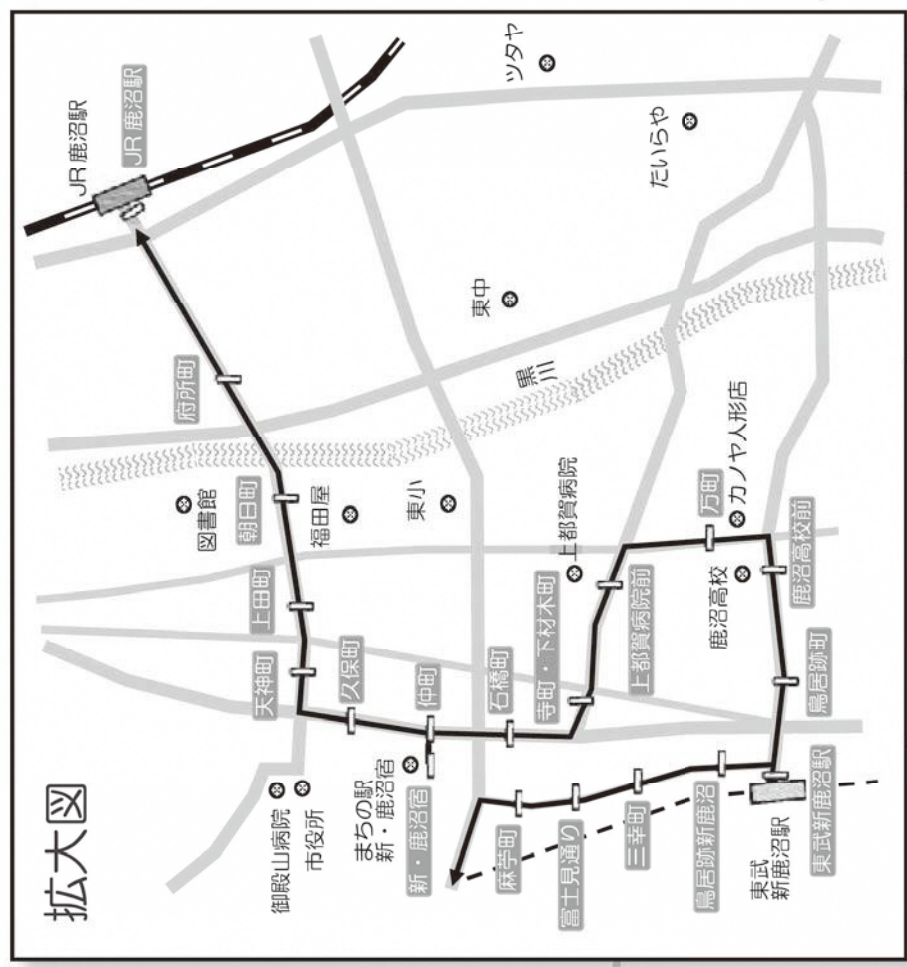 拡大図
JR 鹿沼駅
JR 鹿沼駅
ツタヤ
たいらや
東中
黒川
府所町
図書館
朝日町
福田屋
東小
上田町
天神町
久保町
仲町
石橋町
寺町・下材木町
上都賀病院
上都賀病院前
万町
カノヤ人形店
鹿沼高校
鹿沼高校前
鳥居跡町
御殿山病院
市役所
まちの駅
新・鹿沼宿
新・鹿沼宿
麻苧町
富士見通り
三幸町
鳥居跡新鹿沼
東武
新鹿沼駅
東武新鹿沼駅